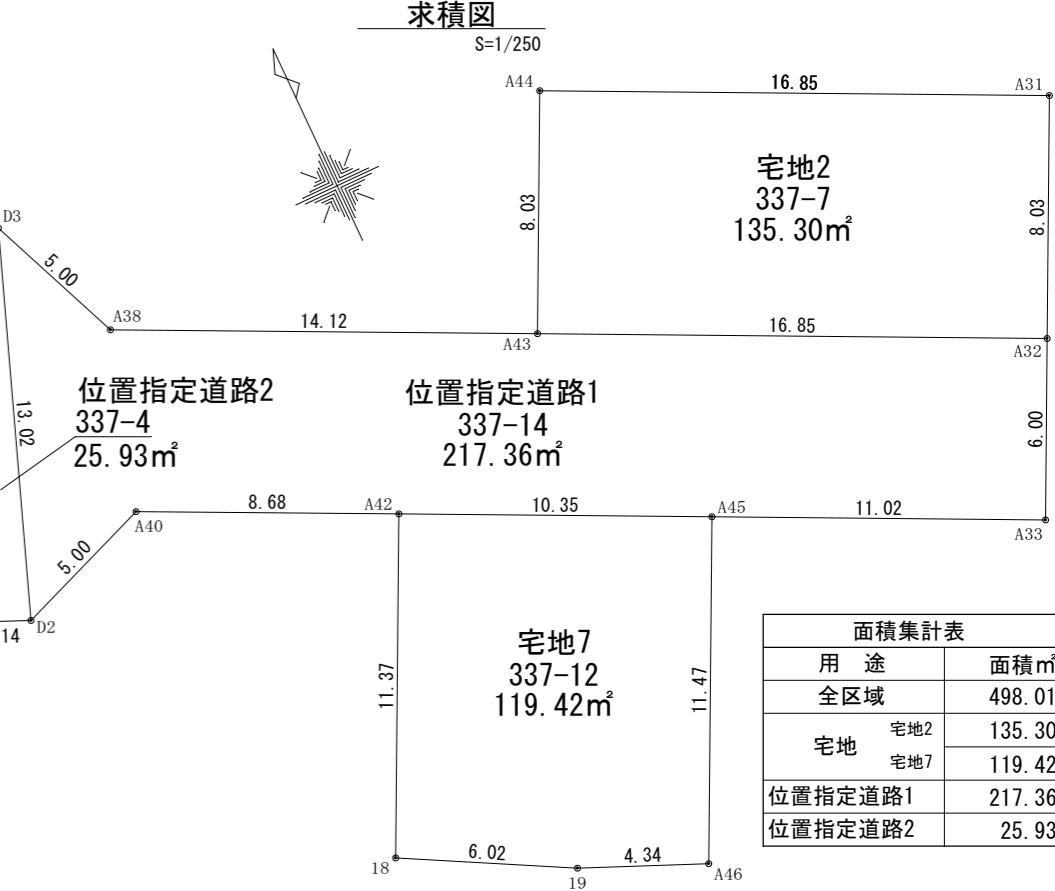 求積図
S=1/250
A44
16.85
A31
宅地2
337-7
135.30㎡
8.03
8.03
D3
5.00
A38
14.12
A43
16.85
A32
13.02
位置指定道路2
337-4
25.93㎡
位置指定道路1
337-14
217.36㎡
6.00
8.68
A42
10.35
A45
11.02
A40
A33
5.00
14
D2
11.37
宅地7
337-12
119.42㎡
11.47
18
6.02
19
4.34
A46
面積集計表
用 途 面積㎡
全区域 498.01
宅地 宅地2 135.30
宅地7 119.42
位置指定道路1 217.36
位置指定道路2 25.93